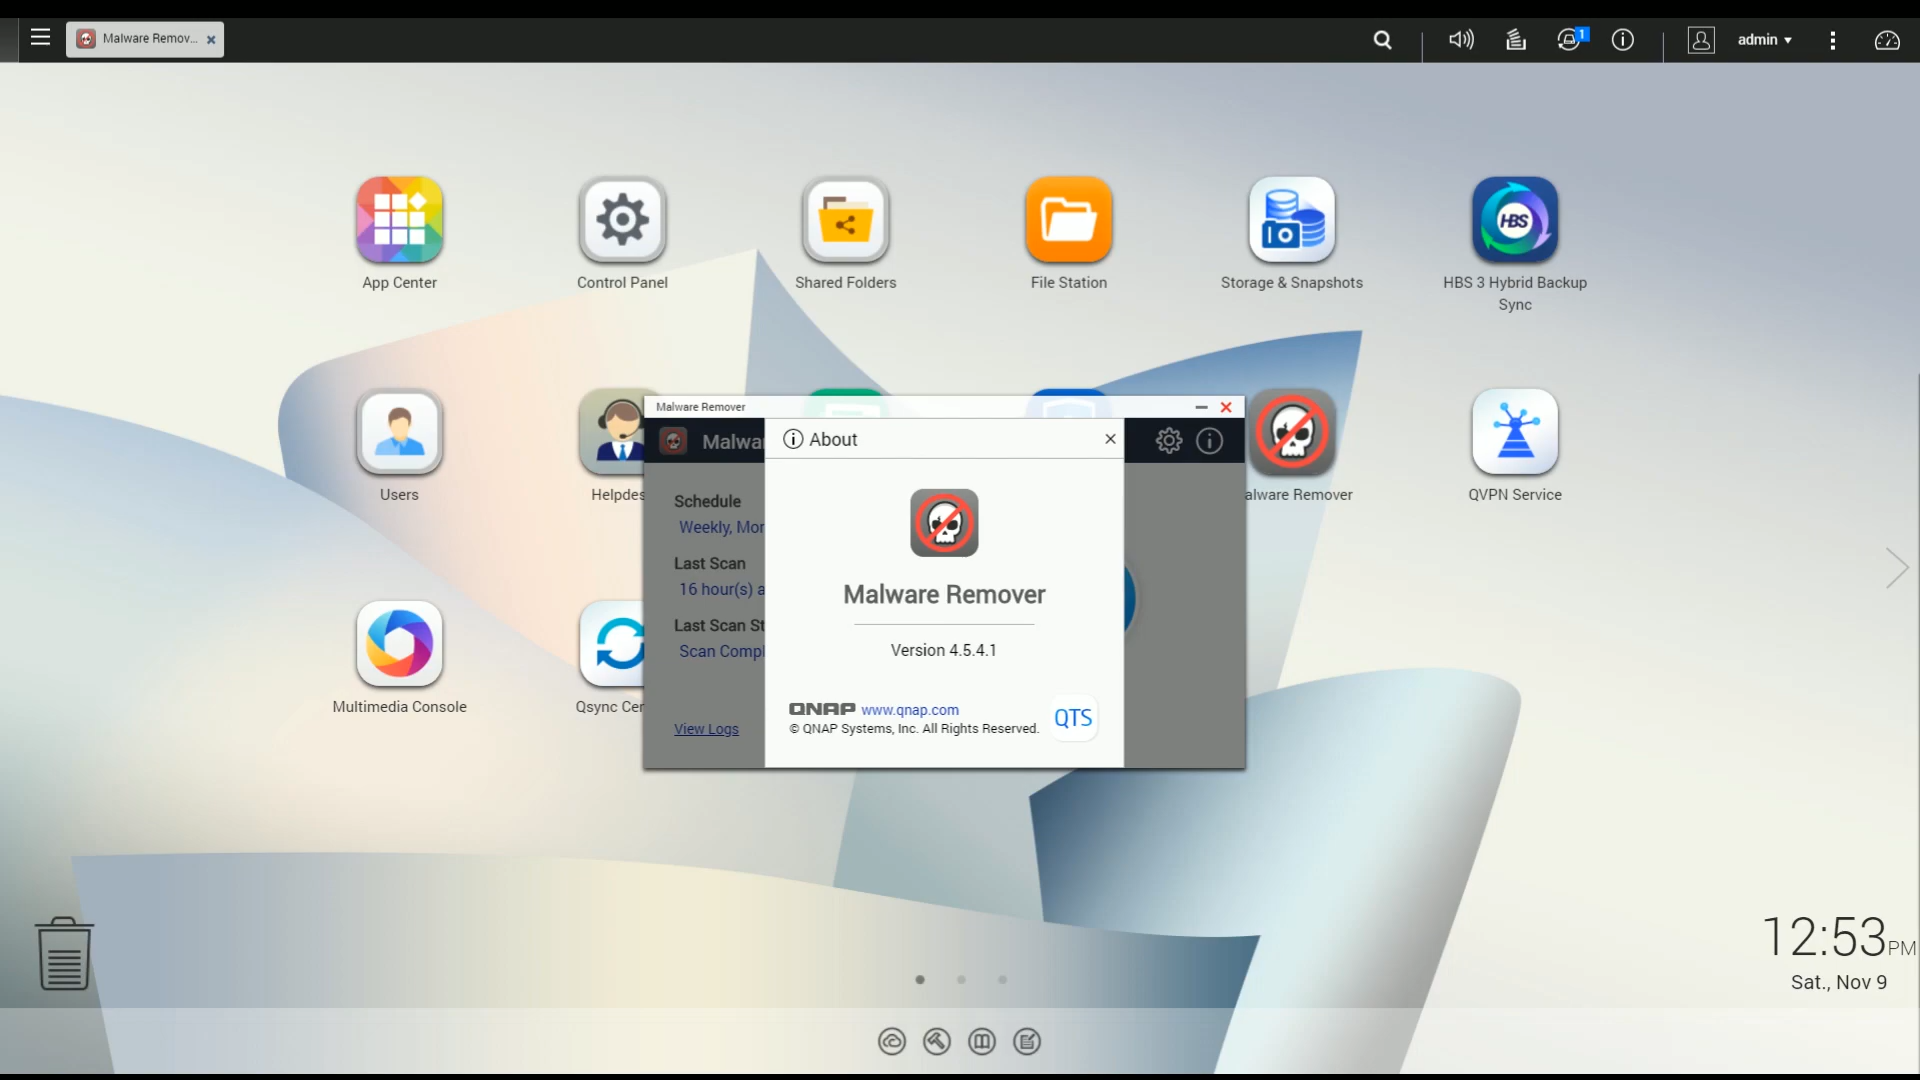 Malware Remov...
1
admin
App Center
Control Panel
Shared Folders
File Station
Storage & Snapshots
HBS 3 Hybrid Backup
Sync
HBS
Users
Helpdes
alware Remover
QVPN Service
Multimedia Console
Qsync Cer
Malware Remover
Malwa
About
Schedule
Weekly, Mor
Last Scan
16 hour(s) a
Last Scan St
Scan Compl
View Logs
Malware Remover
Version 4.5.4.1
QNAP www.qnap.com
© QNAP Systems, Inc. All Rights Reserved.
QTS
12:53PM
Sat., Nov 9